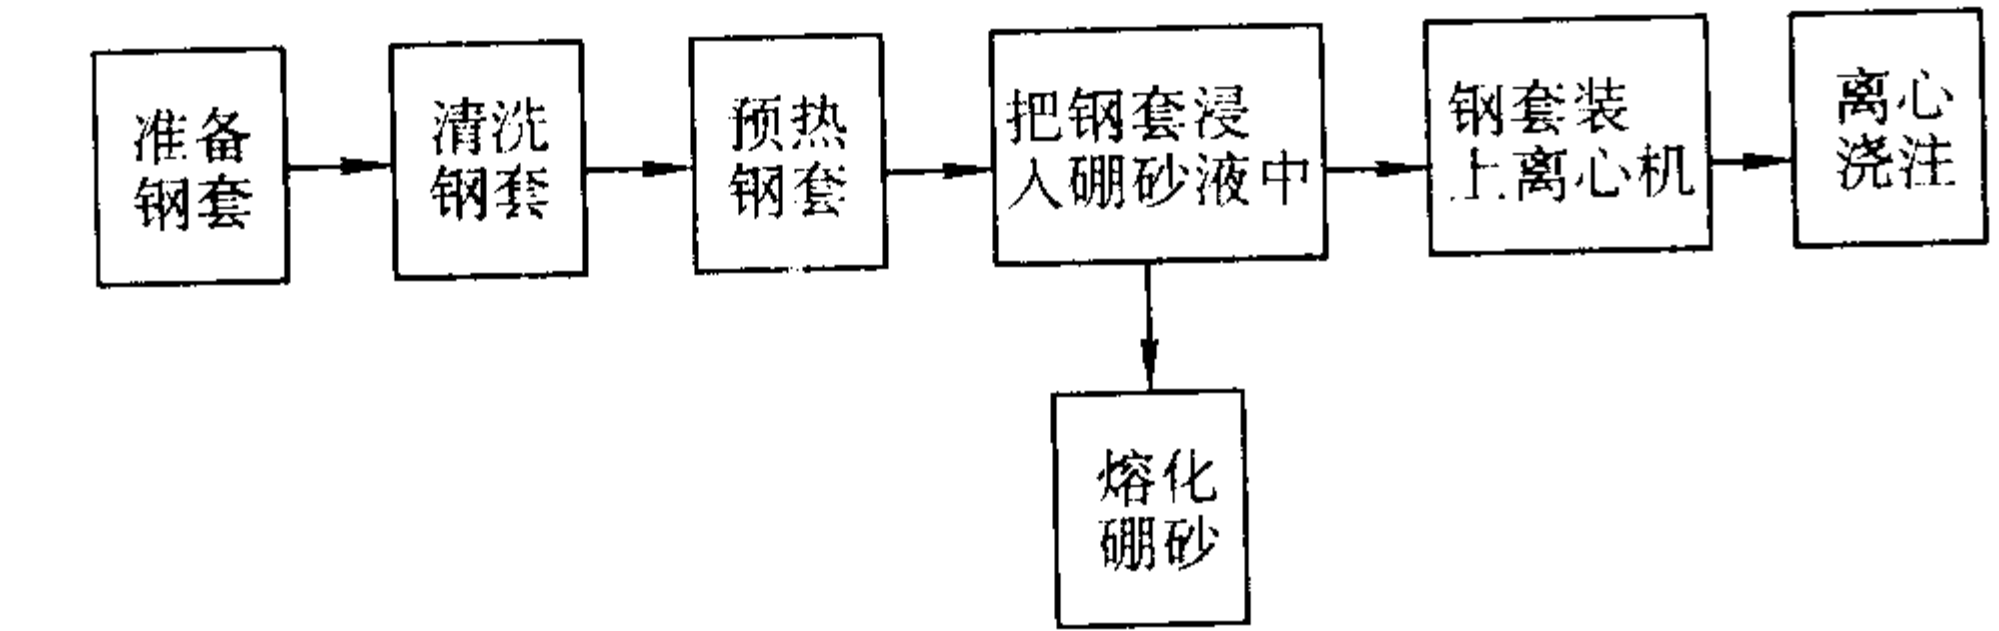 准备
钢套
清洗
钢套
预热
钢套
把钢套浸
入硼砂液中
钢套装
上离心机
离心
浇注
熔化
硼砂